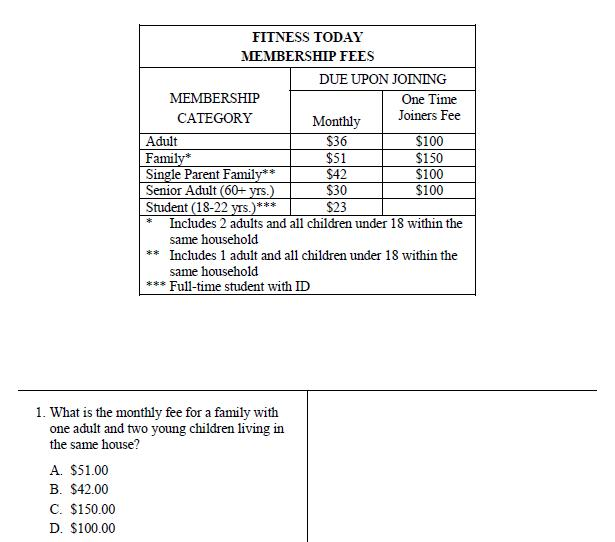 FITNESS TODAY
MEMBERSHIP FEES
DUE UPON JOINING
MEMBERSHIP
CATEGORY
Monthly
One Time
Joiners Fee
Adult $36 $100
Family* $51 $150
Single Parent Family** $42 $100
Senior Adult (60+ yrs.) $30 $100
Student (18-22 yrs.)*** $23
* Includes 2 adults and all children under 18 within the
same household
** Includes 1 adult and all children under 18 within the
same household
*** Full-time student with ID
1. What is the monthly fee for a family with
one adult and two young children living in
the same house?
A. $51.00
B. $42.00
C. $150.00
D. $100.00